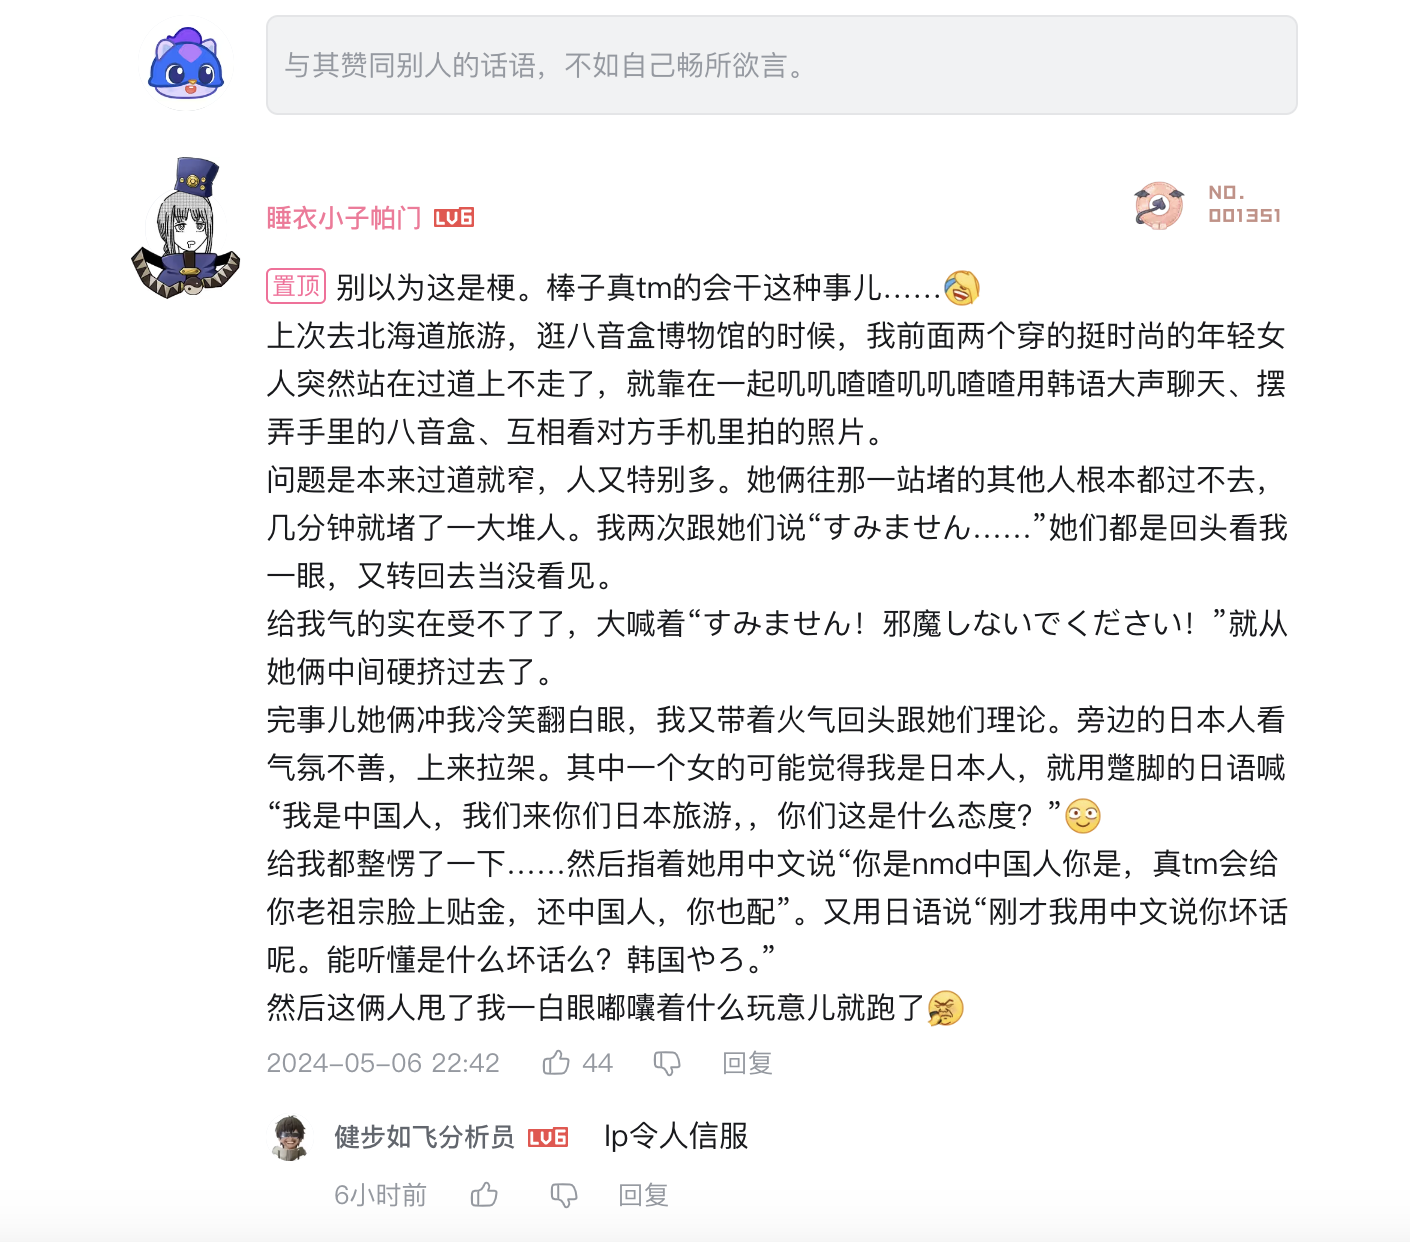 与其赞同别人的话语，不如自己畅所欲言。
睡衣小子帕门 LV6
NO.
001351
置顶 别以为这是梗。棒子真tm的会干这种事儿……
上次去北海道旅游，逛八音盒博物馆的时候，我前面两个穿的挺时尚的年轻女
人突然站在过道上不走了，就靠在一起叽叽喳喳叽叽喳喳用韩语大声聊天、摆
弄手里的八音盒、互相看对方手机里拍的照片。
问题是本来过道就窄，人又特别多。她俩往那一站堵的其他人根本都过不去，
几分钟就堵了一大堆人。我两次跟她们说“すみません……”她们都是回头看我
一眼，又转回去当没看见。
给我气的实在受不了了，大喊着“すみません！邪魔しないでください！”就从
她俩中间硬挤过去了。
完事儿她俩冲我冷笑翻白眼，我又带着火气回头跟她们理论。旁边的日本人看
气氛不善，上来拉架。其中一个女的可能觉得我是日本人，就用蹩脚的日语喊
“我是中国人，我们来你们日本旅游，，你们这是什么态度？”
给我都整愣了一下……然后指着她用中文说“你是nmd中国人你是，真tm会给
你老祖宗脸上贴金，还中国人，你也配”。又用日语说“刚才我用中文说你坏话
呢。能听懂是什么坏话么？韩国やろ。”
然后这俩人甩了我一白眼嘟囔着什么玩意儿就跑了
2024-05-06 22:42 44 回复
健步如飞分析员 LV6 lp令人信服
6小时前 回复